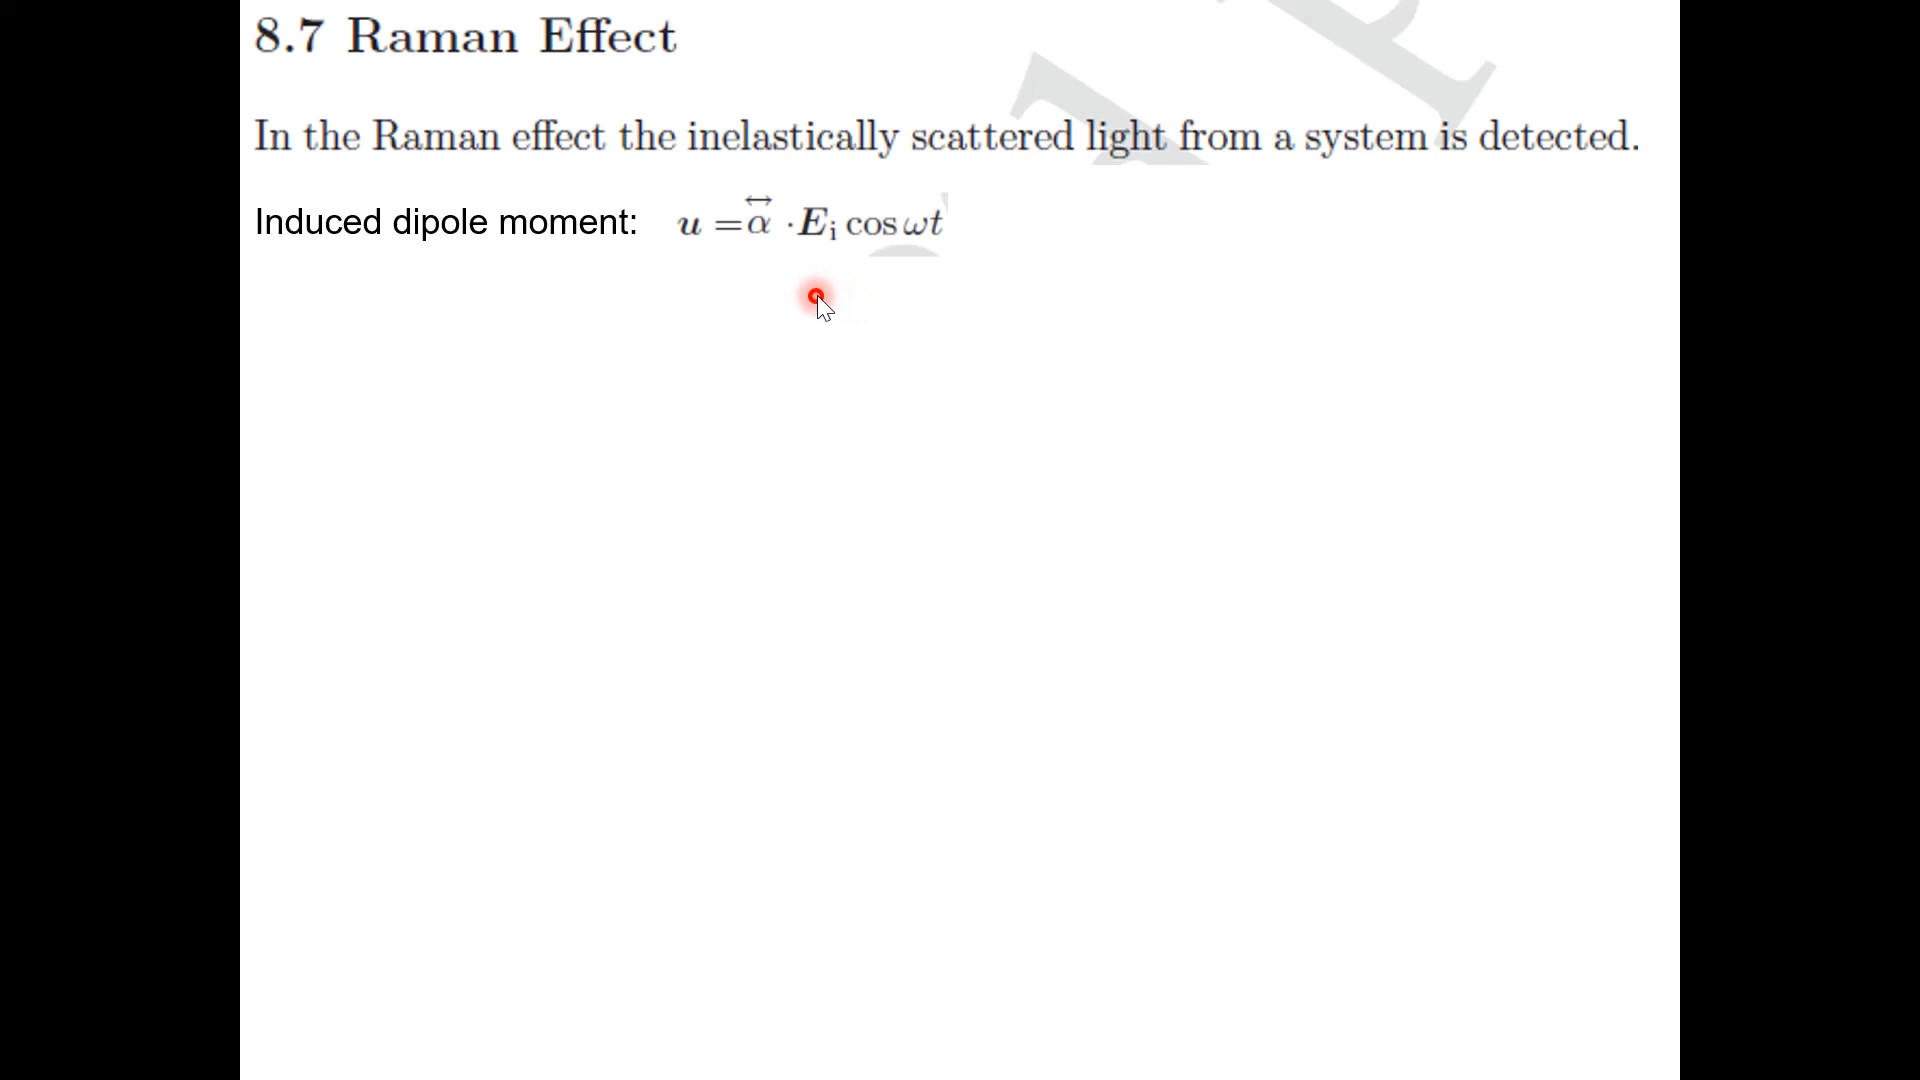 8.7 Raman Effect
In the Raman effect the inelastically scattered light from a system is detected.
Induced dipole moment: u = α↔ · Eᵢ cos ωt